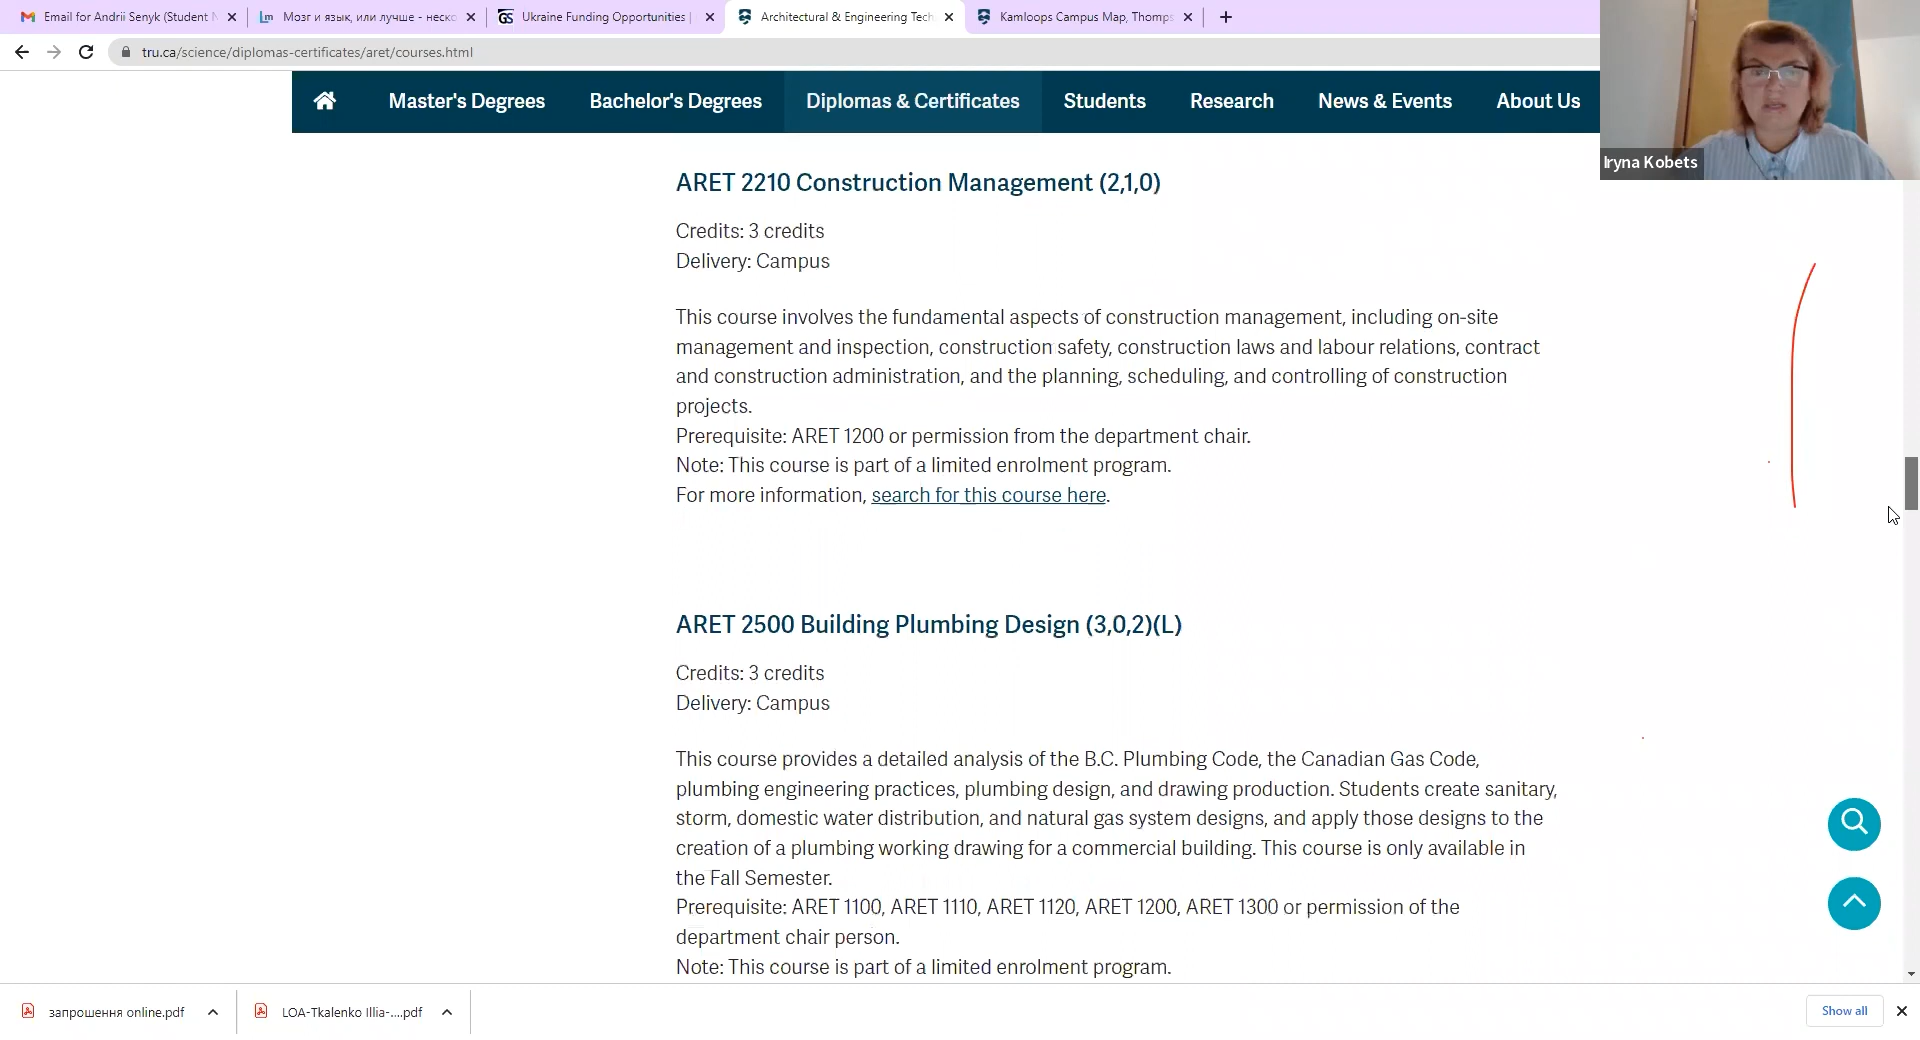 Email for Andrii Senyk (Student N
Мозг и язык, или лучше - неско
Ukraine Funding Opportunities |
Architectural & Engineering Tech
Kamloops Campus Map, Thomps
tru.ca/science/diplomas-certificates/aret/courses.html
Master's Degrees
Bachelor's Degrees
Diplomas & Certificates
Students
Research
News & Events
About Us
Iryna Kobets
ARET 2210 Construction Management (2,1,0)
Credits: 3 credits
Delivery: Campus
This course involves the fundamental aspects of construction management, including on-site
management and inspection, construction safety, construction laws and labour relations, contract
and construction administration, and the planning, scheduling, and controlling of construction
projects.
Prerequisite: ARET 1200 or permission from the department chair.
Note: This course is part of a limited enrolment program.
For more information, search for this course here.
ARET 2500 Building Plumbing Design (3,0,2)(L)
Credits: 3 credits
Delivery: Campus
This course provides a detailed analysis of the B.C. Plumbing Code, the Canadian Gas Code,
plumbing engineering practices, plumbing design, and drawing production. Students create sanitary,
storm, domestic water distribution, and natural gas system designs, and apply those designs to the
creation of a plumbing working drawing for a commercial building. This course is only available in
the Fall Semester.
Prerequisite: ARET 1100, ARET 1110, ARET 1120, ARET 1200, ARET 1300 or permission of the
department chair person.
Note: This course is part of a limited enrolment program.
запрошення online.pdf
LOA-Tkalenko Illia-....pdf
Show all